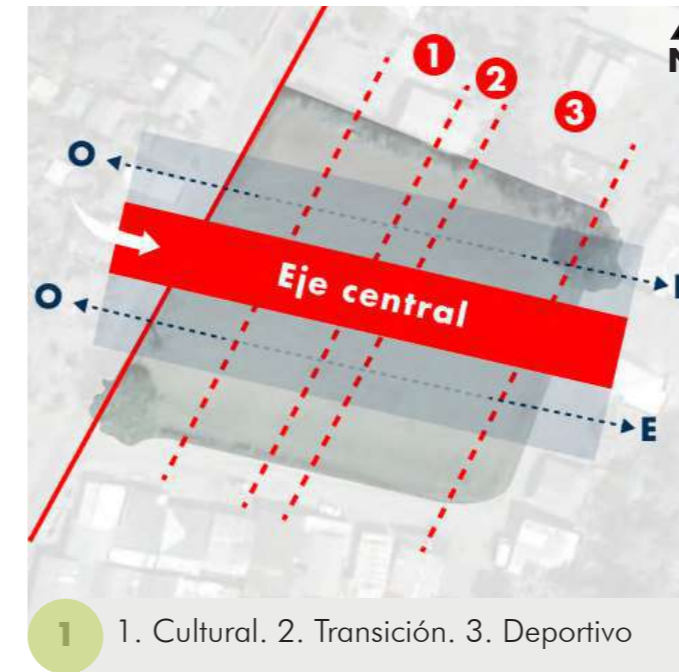 N
1
2
3
O
Eje central
O
E
1
1. Cultural. 2. Transición. 3. Deportivo